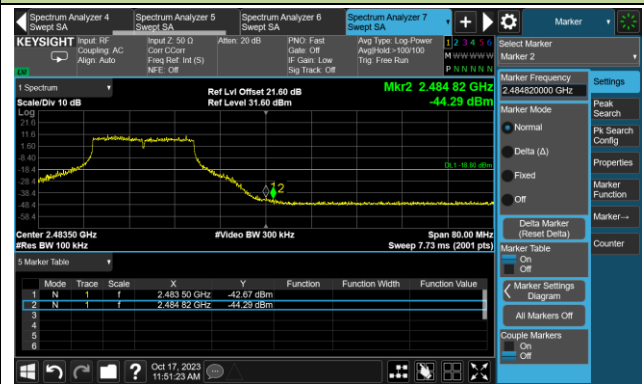 Spectrum Analyzer 4
Swept SA
Spectrum Analyzer 5
Swept SA
Spectrum Analyzer 6
Swept SA
Spectrum Analyzer 7
Swept SA
Marker
KEYSIGHT
Input: RF
Coupling: AC
Align: Auto
Input Z: 50 Ω
Corr CCorr
Freq Ref: Int (S)
NFE: Off
Atten: 20 dB
PNO: Fast
Gate: Off
IF Gain: Low
Sig Track: Off
Avg Type: Log-Power
Avg|Hold: >100/100
Trig: Free Run
1 2 3 4 5 6
M W W W W W
P N N N N N
Select Marker
Marker 2
1 Spectrum
Scale/Div 10 dB
Log
Ref Lvl Offset 21.60 dB
Ref Level 31.60 dBm
Mkr2 2.484 82 GHz
-44.29 dBm
21.6
11.6
1.60
-8.40
-18.4
-28.4
-38.4
-48.4
-58.4
DL1 -18.60 dBm
12
Center 2.48350 GHz
#Res BW 100 kHz
#Video BW 300 kHz
Span 80.00 MHz
Sweep 7.73 ms (2001 pts)
5 Marker Table
Mode Trace Scale X Y Function Function Width Function Value
1 N 1 f 2.483 50 GHz -42.67 dBm
2 N 1 f 2.484 82 GHz -44.29 dBm
3
4
5
6
Marker Frequency
2.484820000 GHz
Marker Mode
Normal
Delta (Δ)
Fixed
Off
Delta Marker
(Reset Delta)
Marker Table
On
Off
Marker Settings
Diagram
All Markers Off
Couple Markers
On
Off
Settings
Peak
Search
Pk Search
Config
Properties
Marker
Function
Marker→
Counter
?
Oct 17, 2023
11:51:23 AM